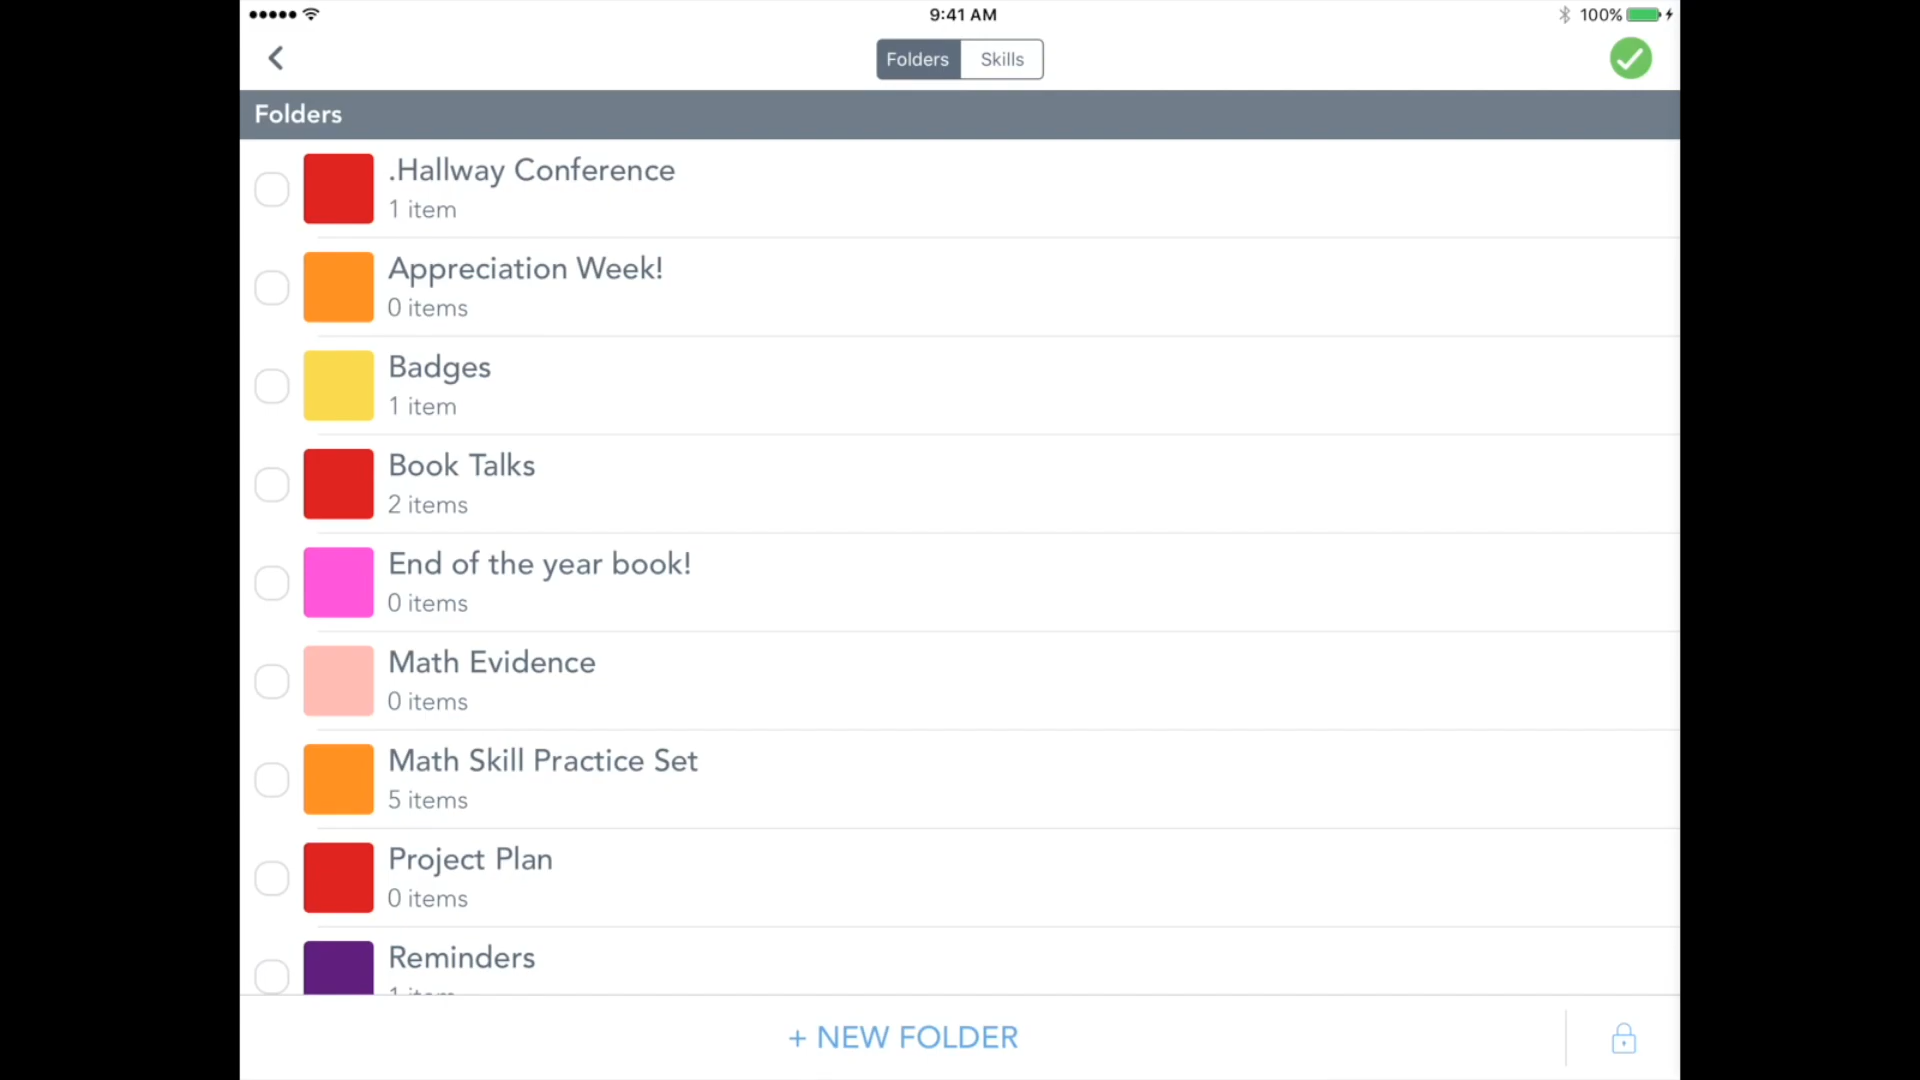 9:41 AM
100%
Folders
Skills
Folders
.Hallway Conference
1 item
Appreciation Week!
0 items
Badges
1 item
Book Talks
2 items
End of the year book!
0 items
Math Evidence
0 items
Math Skill Practice Set
5 items
Project Plan
0 items
Reminders
1 item
+ NEW FOLDER